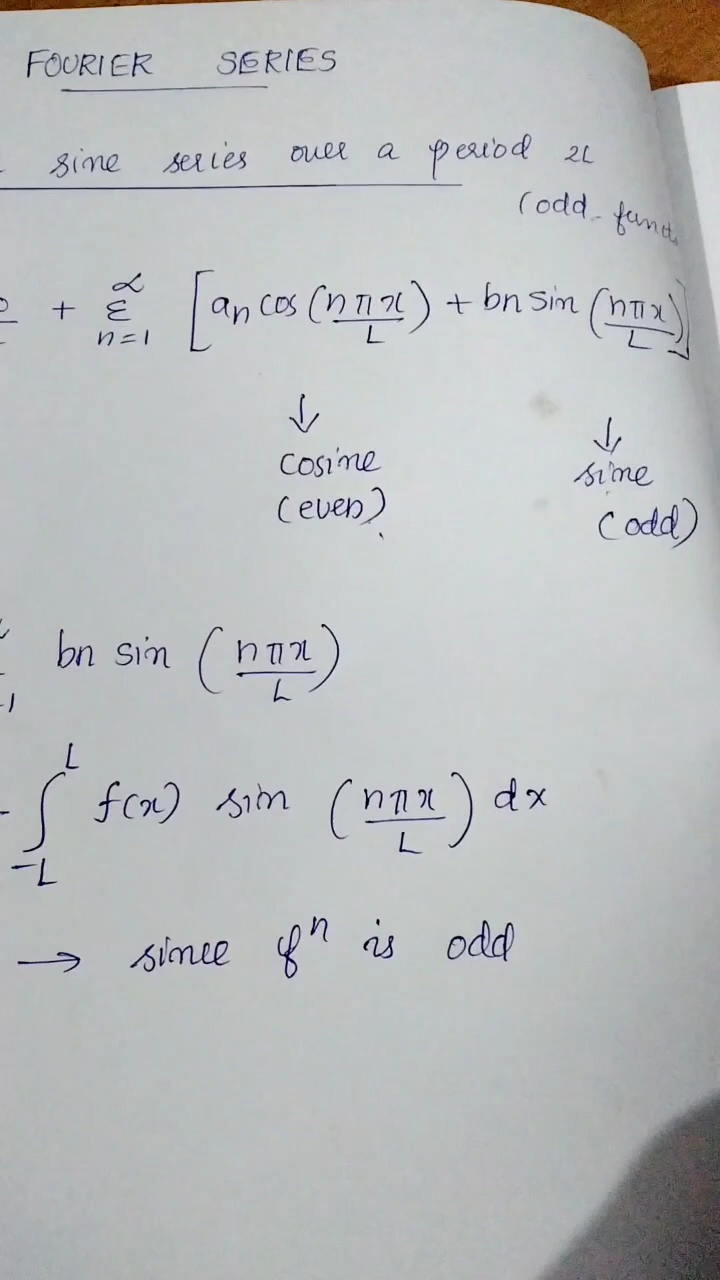 FOURIER SERIES
sine series over a period 2L
(odd funct
+ Σ n=1 ∞ [an cos (nπx/L) + bn sin (nπx/L)]
↓ ↓
cosine sine
(even) (odd)
bn sin (nπx/L)
∫ -L L f(x) sin (nπx/L) dx
→ since fn is odd